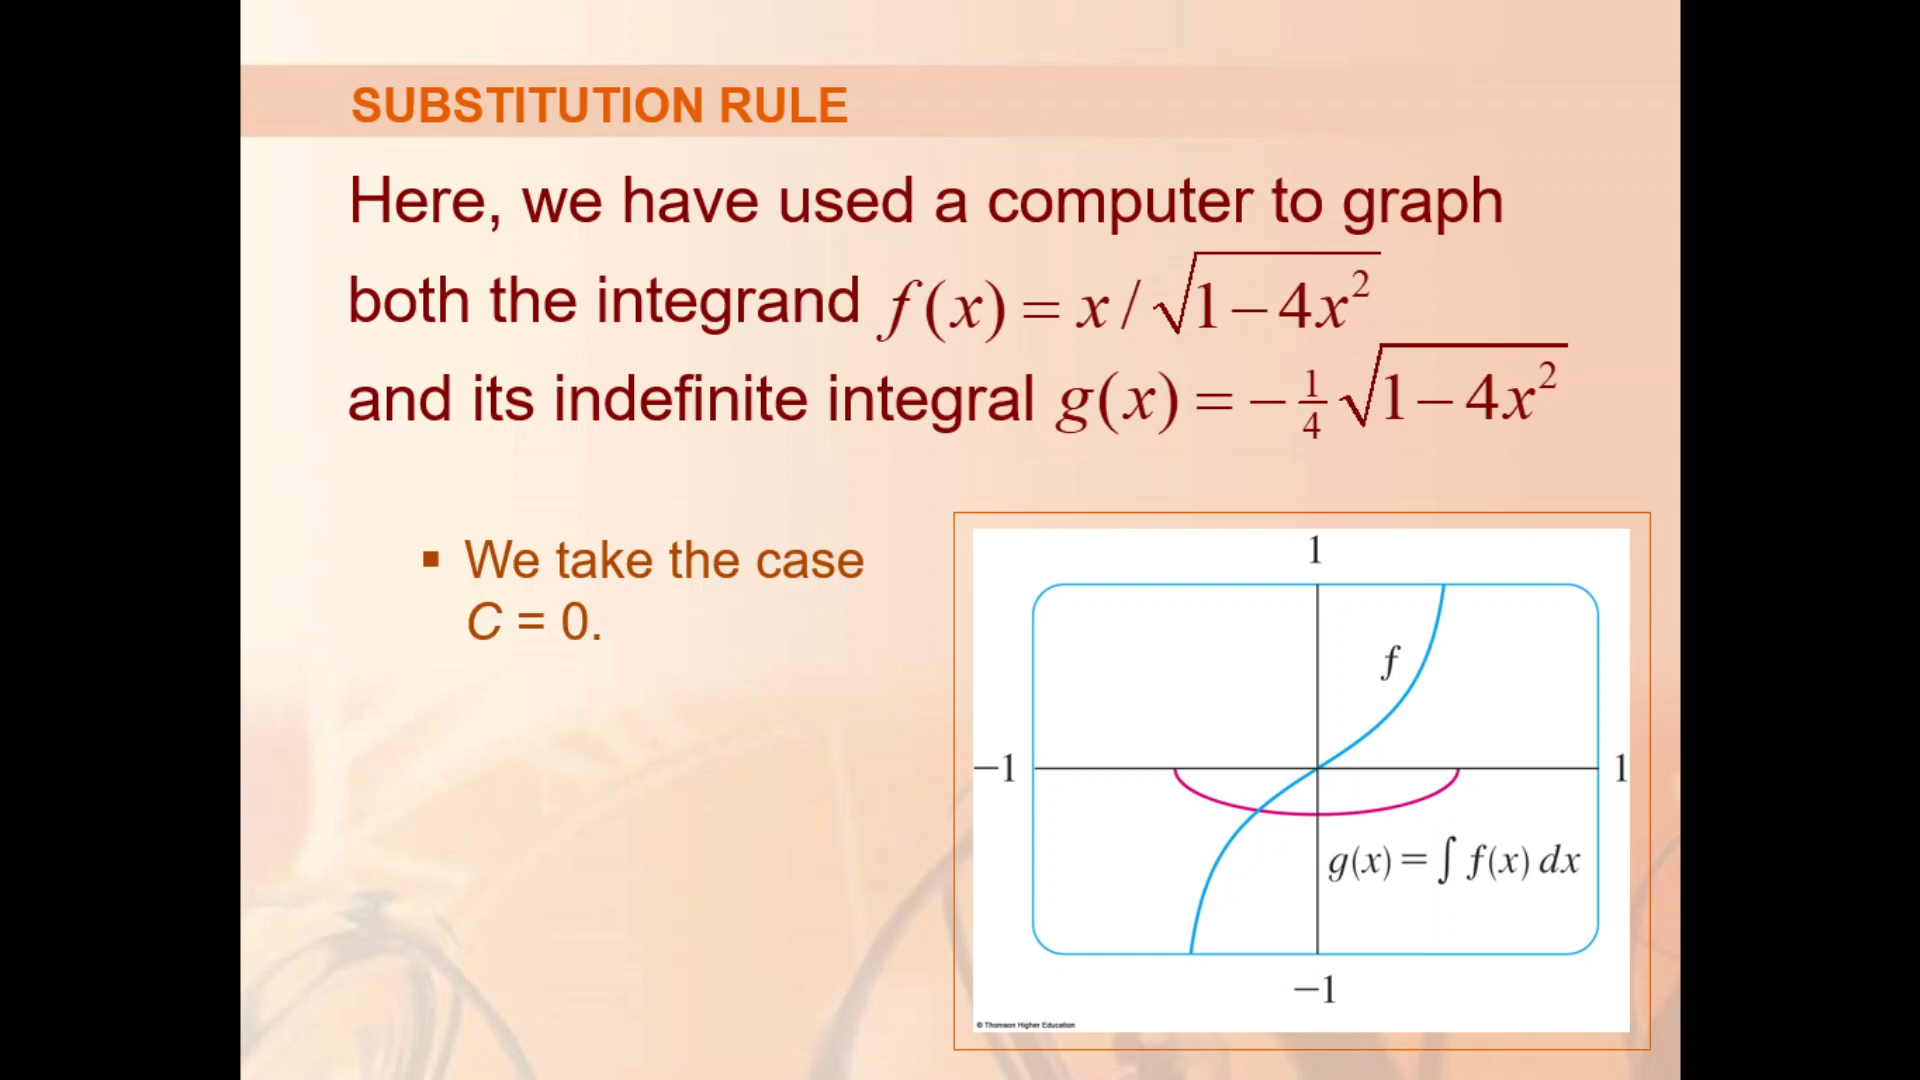 SUBSTITUTION RULE
Here, we have used a computer to graph
both the integrand f(x) = x / √(1 − 4x²)
and its indefinite integral g(x) = −¼√(1 − 4x²)
▪ We take the case
C = 0.
1
f
−1
1
g(x) = ∫ f(x) dx
−1
© Thomson Higher Education